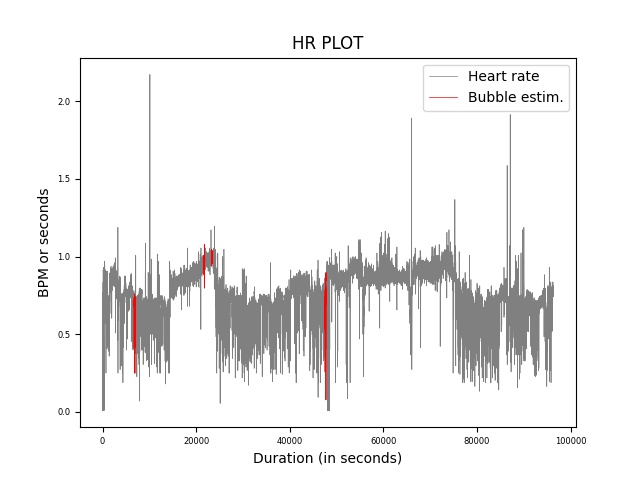 HR PLOT
Heart rate
Bubble estim.
2.0
1.5
1.0
0.5
0.0
BPM or seconds
0 20000 40000 60000 80000 100000
Duration (in seconds)